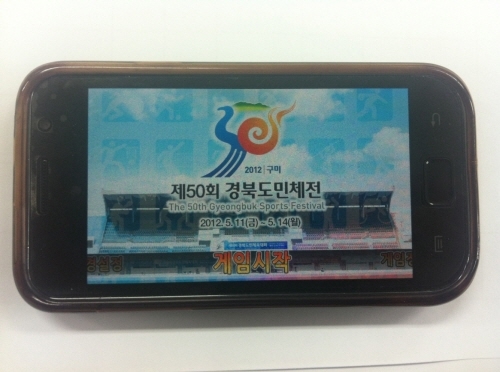 2012 구미
제50회 경북도민체전
The 50th Gyeongbuk Sports Festival
2012. 5.11(금) ~ 5.14(월)
게임시작